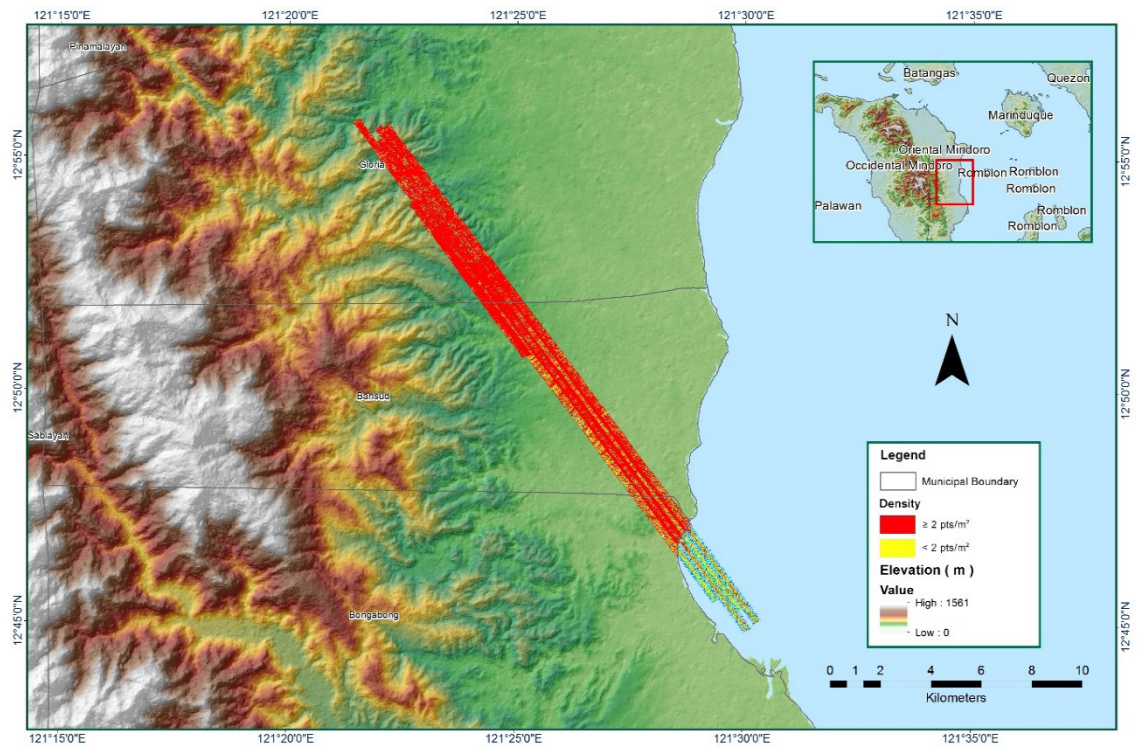 121°15'0"E 121°20'0"E 121°25'0"E 121°30'0"E 121°35'0"E
Pinamalayan
12°55'0"N
Gloria
12°50'0"N
Bansud
Sablayan
12°45'0"N
Bongabong
Batangas
Quezon
Marinduque
Oriental Mindoro
Occidental Mindoro
Romblon
Romblon
Romblon
Palawan
Romblon
Romblon
12°55'0"N
N
12°50'0"N
Legend
Municipal Boundary
Density
≥ 2 pts/m²
< 2 pts/m²
Elevation ( m )
Value
High : 1561
Low : 0
12°45'0"N
0 1 2 4 6 8 10
Kilometers
121°15'0"E 121°20'0"E 121°25'0"E 121°30'0"E 121°35'0"E